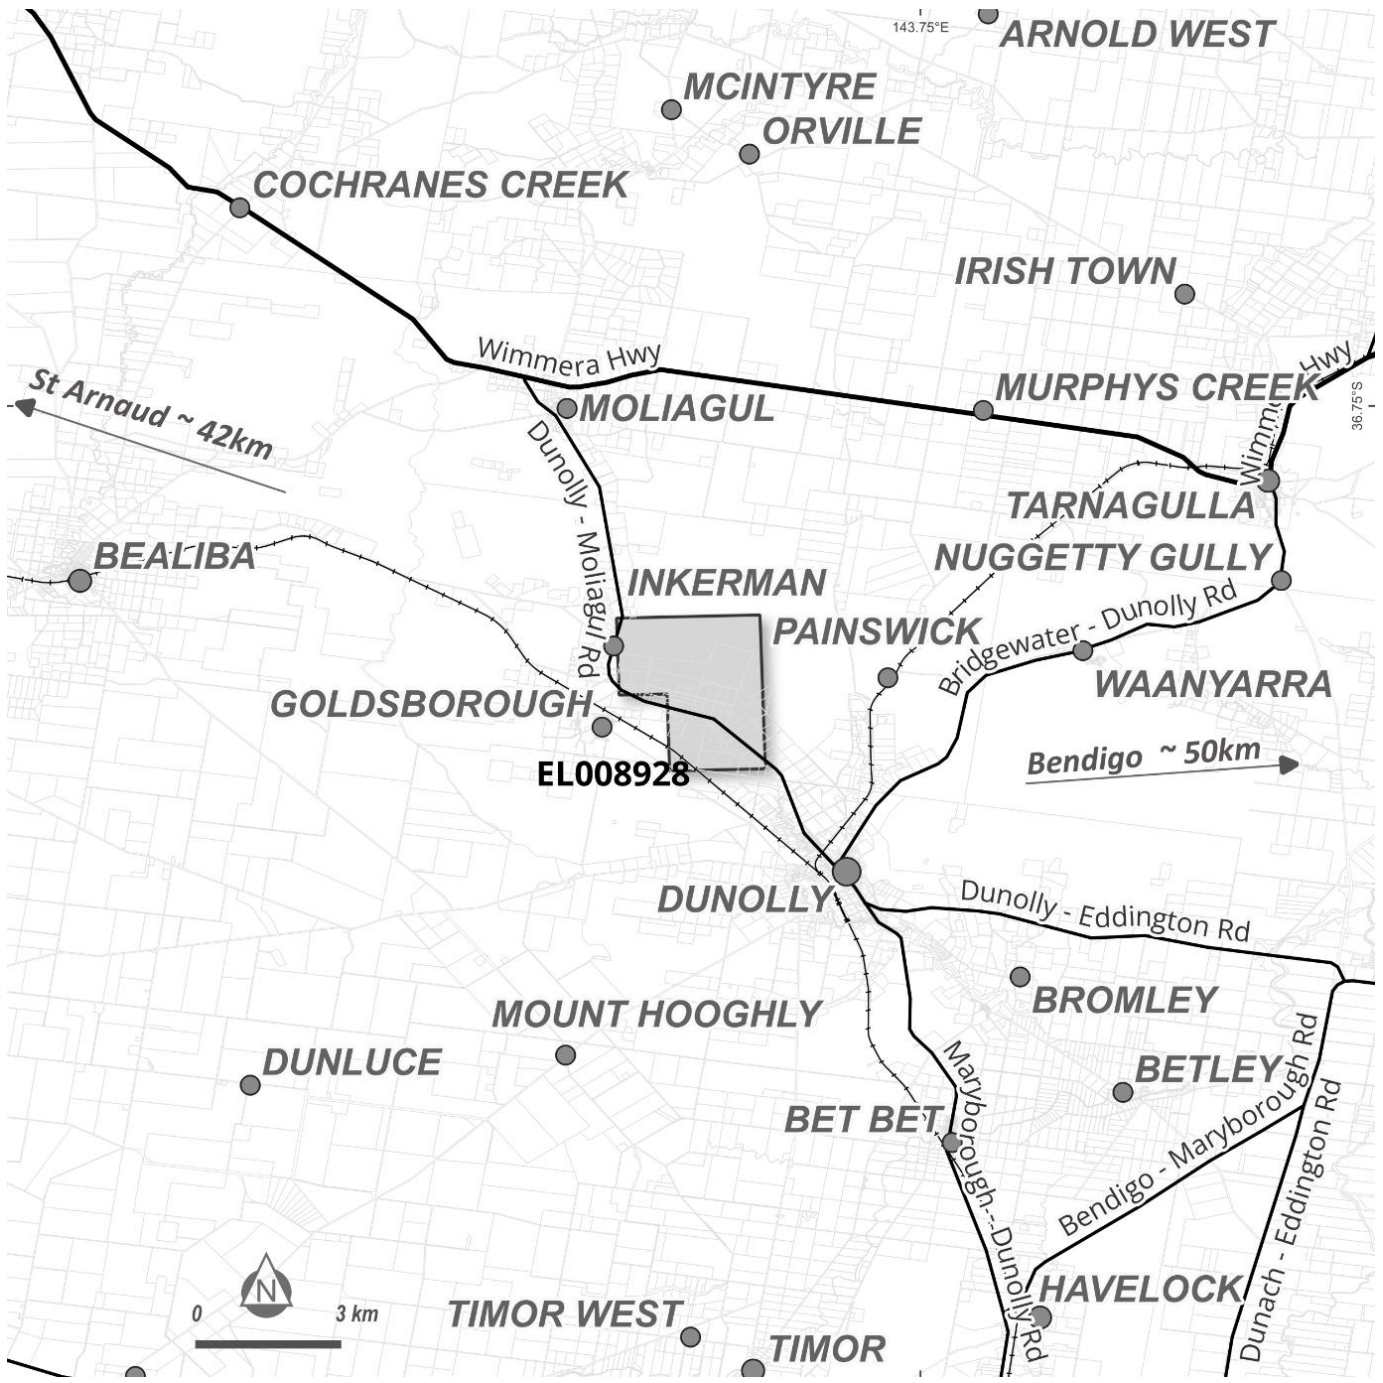 143.75°E
ARNOLD WEST
MCINTYRE
ORVILLE
COCHRANES CREEK
IRISH TOWN
Wimmera Hwy
Wimmera Hwy
36.75°S
St Arnaud ~ 42km
MOLIAGUL
MURPHYS CREEK
Dunolly - Moliagul Rd
TARNAGULLA
BEALIBA
NUGGETTY GULLY
INKERMAN
PAINSWICK
Bridgewater - Dunolly Rd
WAANYARRA
GOLDSBOROUGH
Bendigo ~ 50km
EL008928
DUNOLLY
Dunolly - Eddington Rd
BROMLEY
MOUNT HOOGHLY
DUNLUCE
BETLEY
BET BET
Maryborough - Dunolly Rd
Bendigo - Maryborough Rd
Dunach - Eddington Rd
N
0 3 km
HAVELOCK
TIMOR WEST
TIMOR